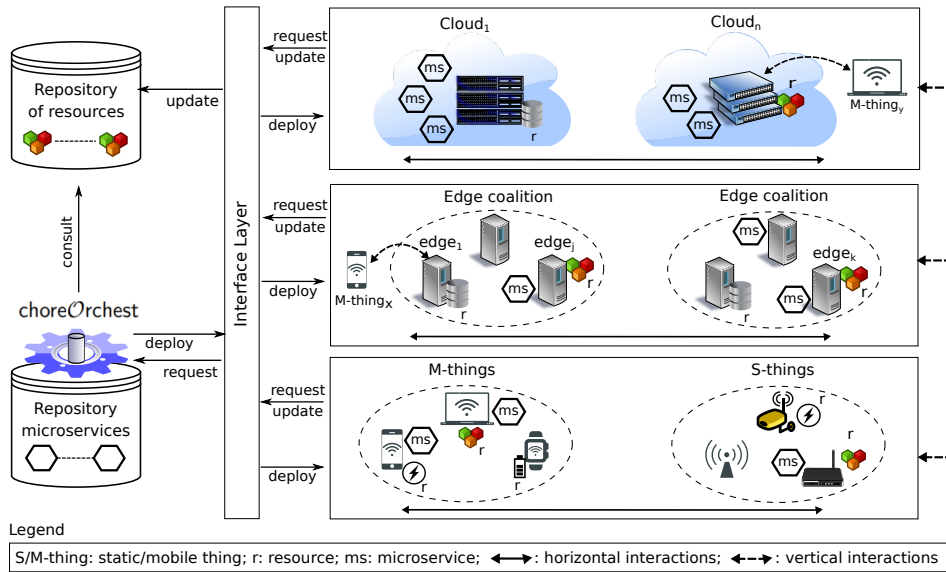 Repository
of resources
update
consult
choreOrchest
deploy
request
Repository
microservices
Interface Layer
request
update
deploy
Cloud1
ms
ms
ms
r
Cloudn
ms
ms
ms
r
M-thingy
request
update
deploy
Edge coalition
edge1
r
edgej
ms
r
M-thingx
Edge coalition
ms
r
edgek
ms
r
request
update
deploy
M-things
ms
r
ms
r
r
S-things
r
ms
r
Legend
S/M-thing: static/mobile thing; r: resource; ms: microservice; : horizontal interactions; : vertical interactions